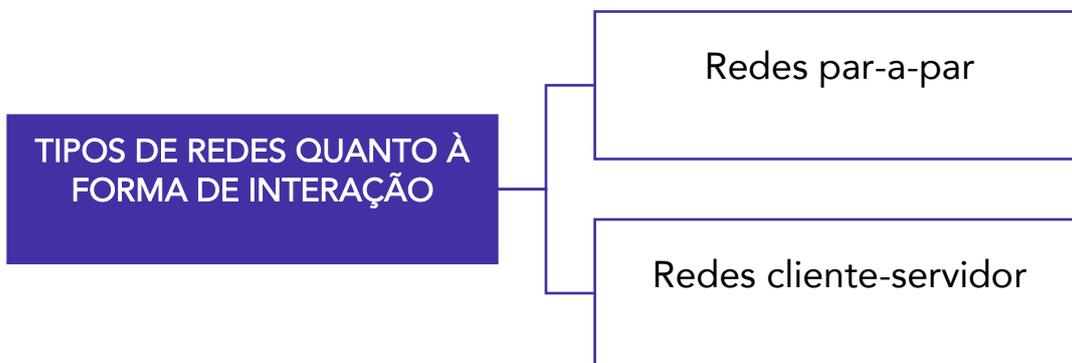 TIPOS DE REDES QUANTO À
FORMA DE INTERAÇÃO
Redes par-a-par
Redes cliente-servidor